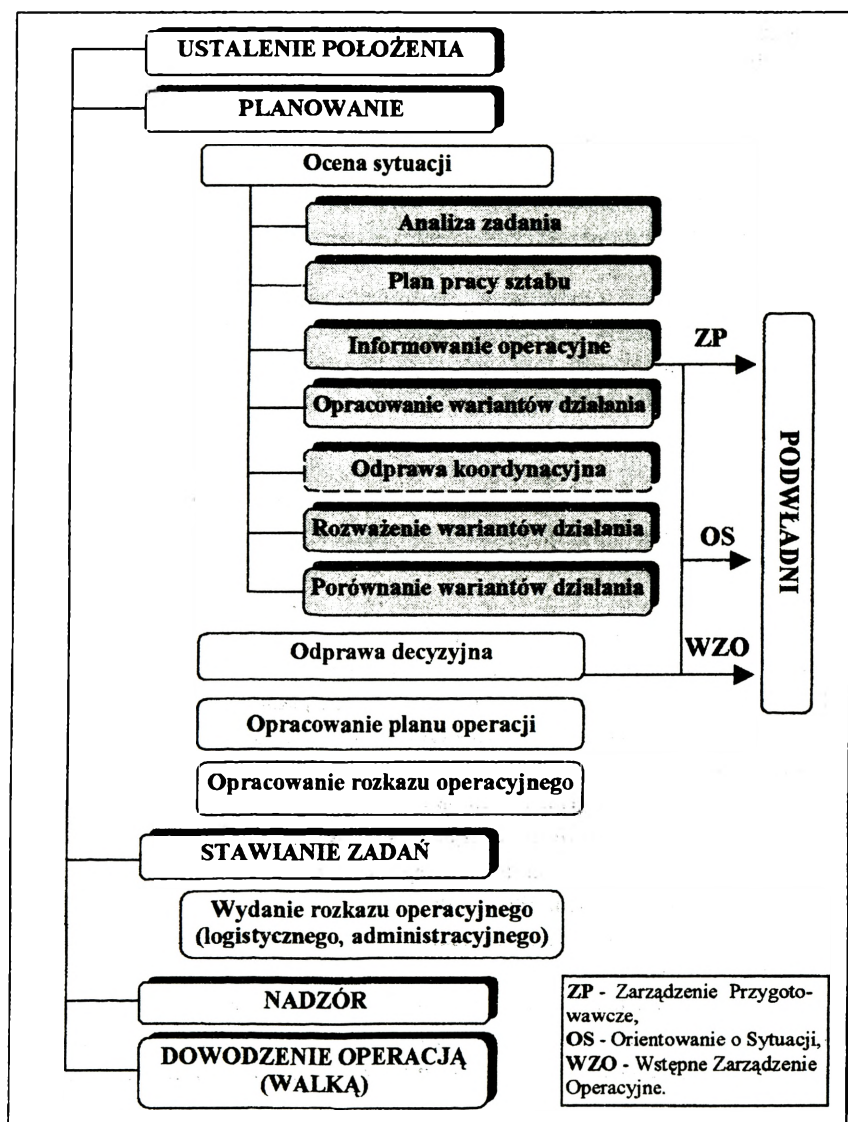 USTALENIE POŁOŻENIA
PLANOWANIE
Ocena sytuacji
Analiza zadania
Plan pracy sztabu
Informowanie operacyjne
Opracowanie wariantów działania
Odprawa koordynacyjna
Rozważenie wariantów działania
Porównanie wariantów działania
ZP
OS
WZO
PODWŁADNI
Odprawa decyzyjna
Opracowanie planu operacji
Opracowanie rozkazu operacyjnego
STAWIANIE ZADAŃ
Wydanie rozkazu operacyjnego
(logistycznego, administracyjnego)
NADZÓR
DOWODZENIE OPERACJĄ
(WALKĄ)
ZP - Zarządzenie Przygoto-
wawcze,
OS - Orientowanie o Sytuacji,
WZO - Wstępne Zarządzenie
Operacyjne.